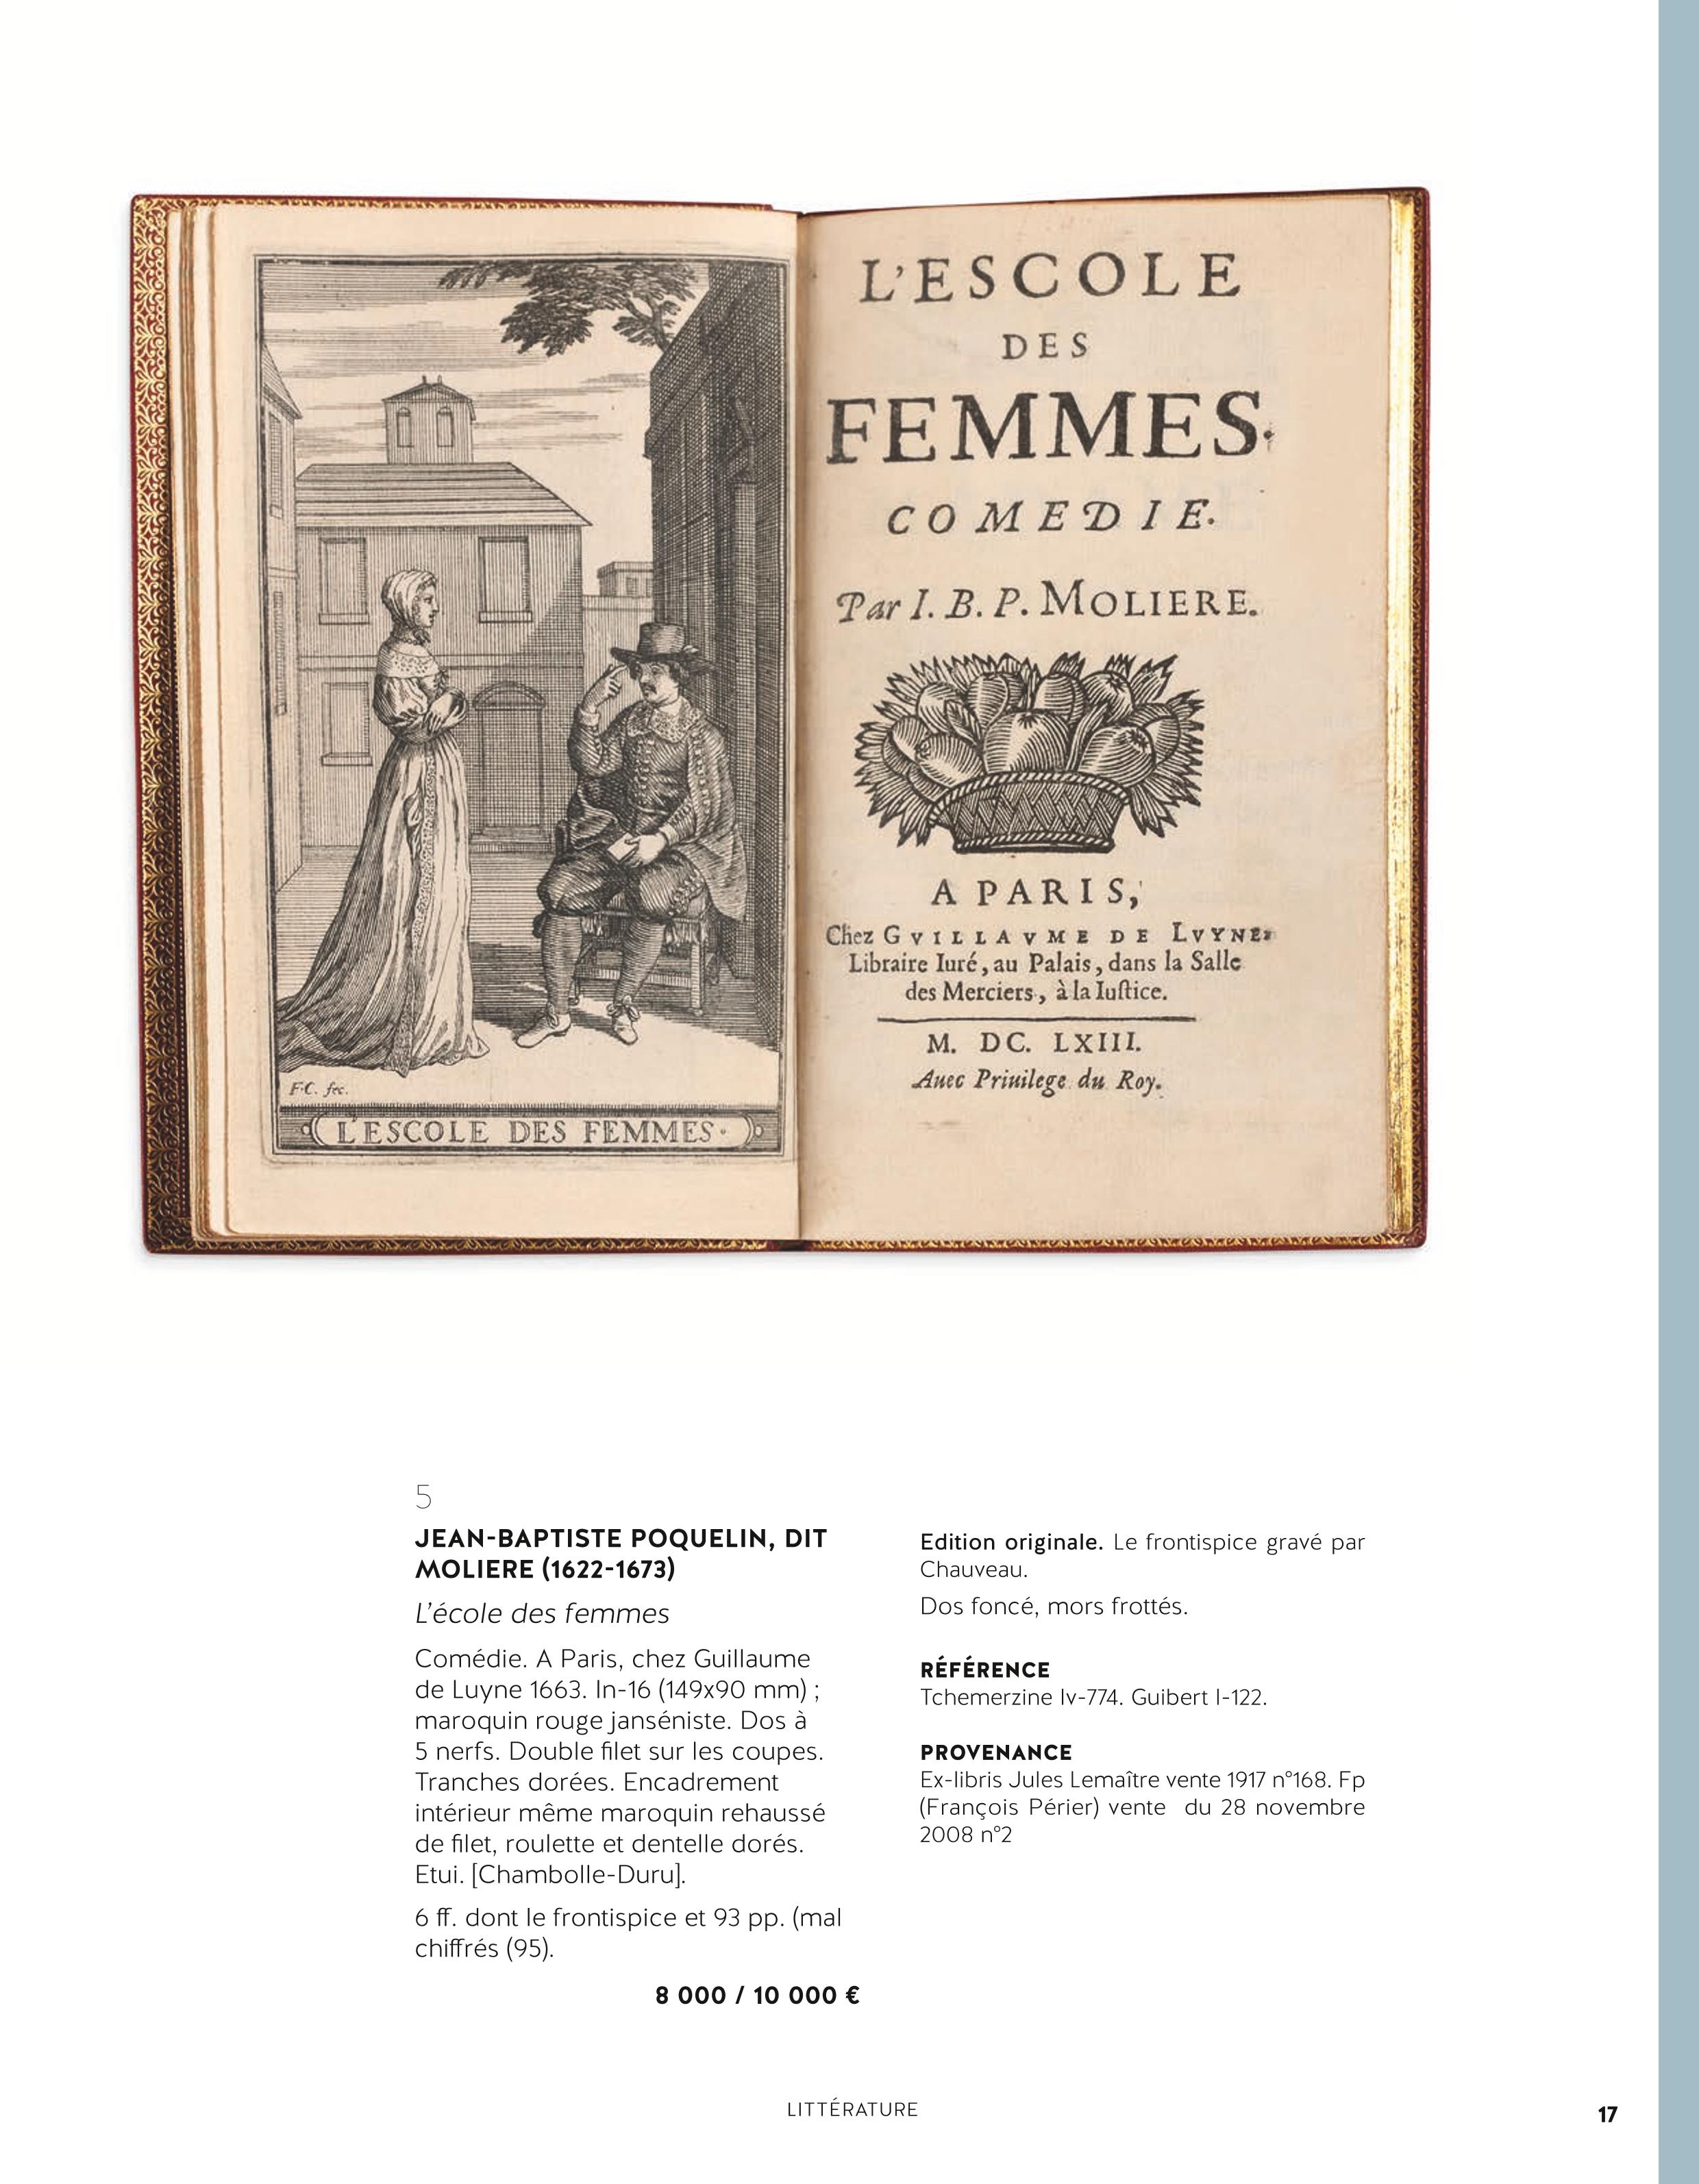 L'ESCOLE
DES
FEMMES.
COMEDIE.
Par I. B. P. MOLIERE.
A PARIS,
Chez GVILLAVME DE LVYNE,
Libraire Iuré, au Palais, dans la Salle
des Merciers, à la Iuſtice.
M. DC. LXIII.
Auec Priuilege du Roy.
F.C. fec.
L'ESCOLE DES FEMMES.
5
JEAN-BAPTISTE POQUELIN, DIT
MOLIERE (1622-1673)
L'école des femmes
Comédie. A Paris, chez Guillaume
de Luyne 1663. In-16 (149x90 mm) ;
maroquin rouge janséniste. Dos à
5 nerfs. Double filet sur les coupes.
Tranches dorées. Encadrement
intérieur même maroquin rehaussé
de filet, roulette et dentelle dorés.
Etui. [Chambolle-Duru].
6 ff. dont le frontispice et 93 pp. (mal
chiffrés (95).
8 000 / 10 000 €
Edition originale. Le frontispice gravé par
Chauveau.
Dos foncé, mors frottés.
RÉFÉRENCE
Tchemerzine Iv-774. Guibert I-122.
PROVENANCE
Ex-libris Jules Lemaître vente 1917 n°168. Fp
(François Périer) vente du 28 novembre
2008 n°2
LITTÉRATURE
17